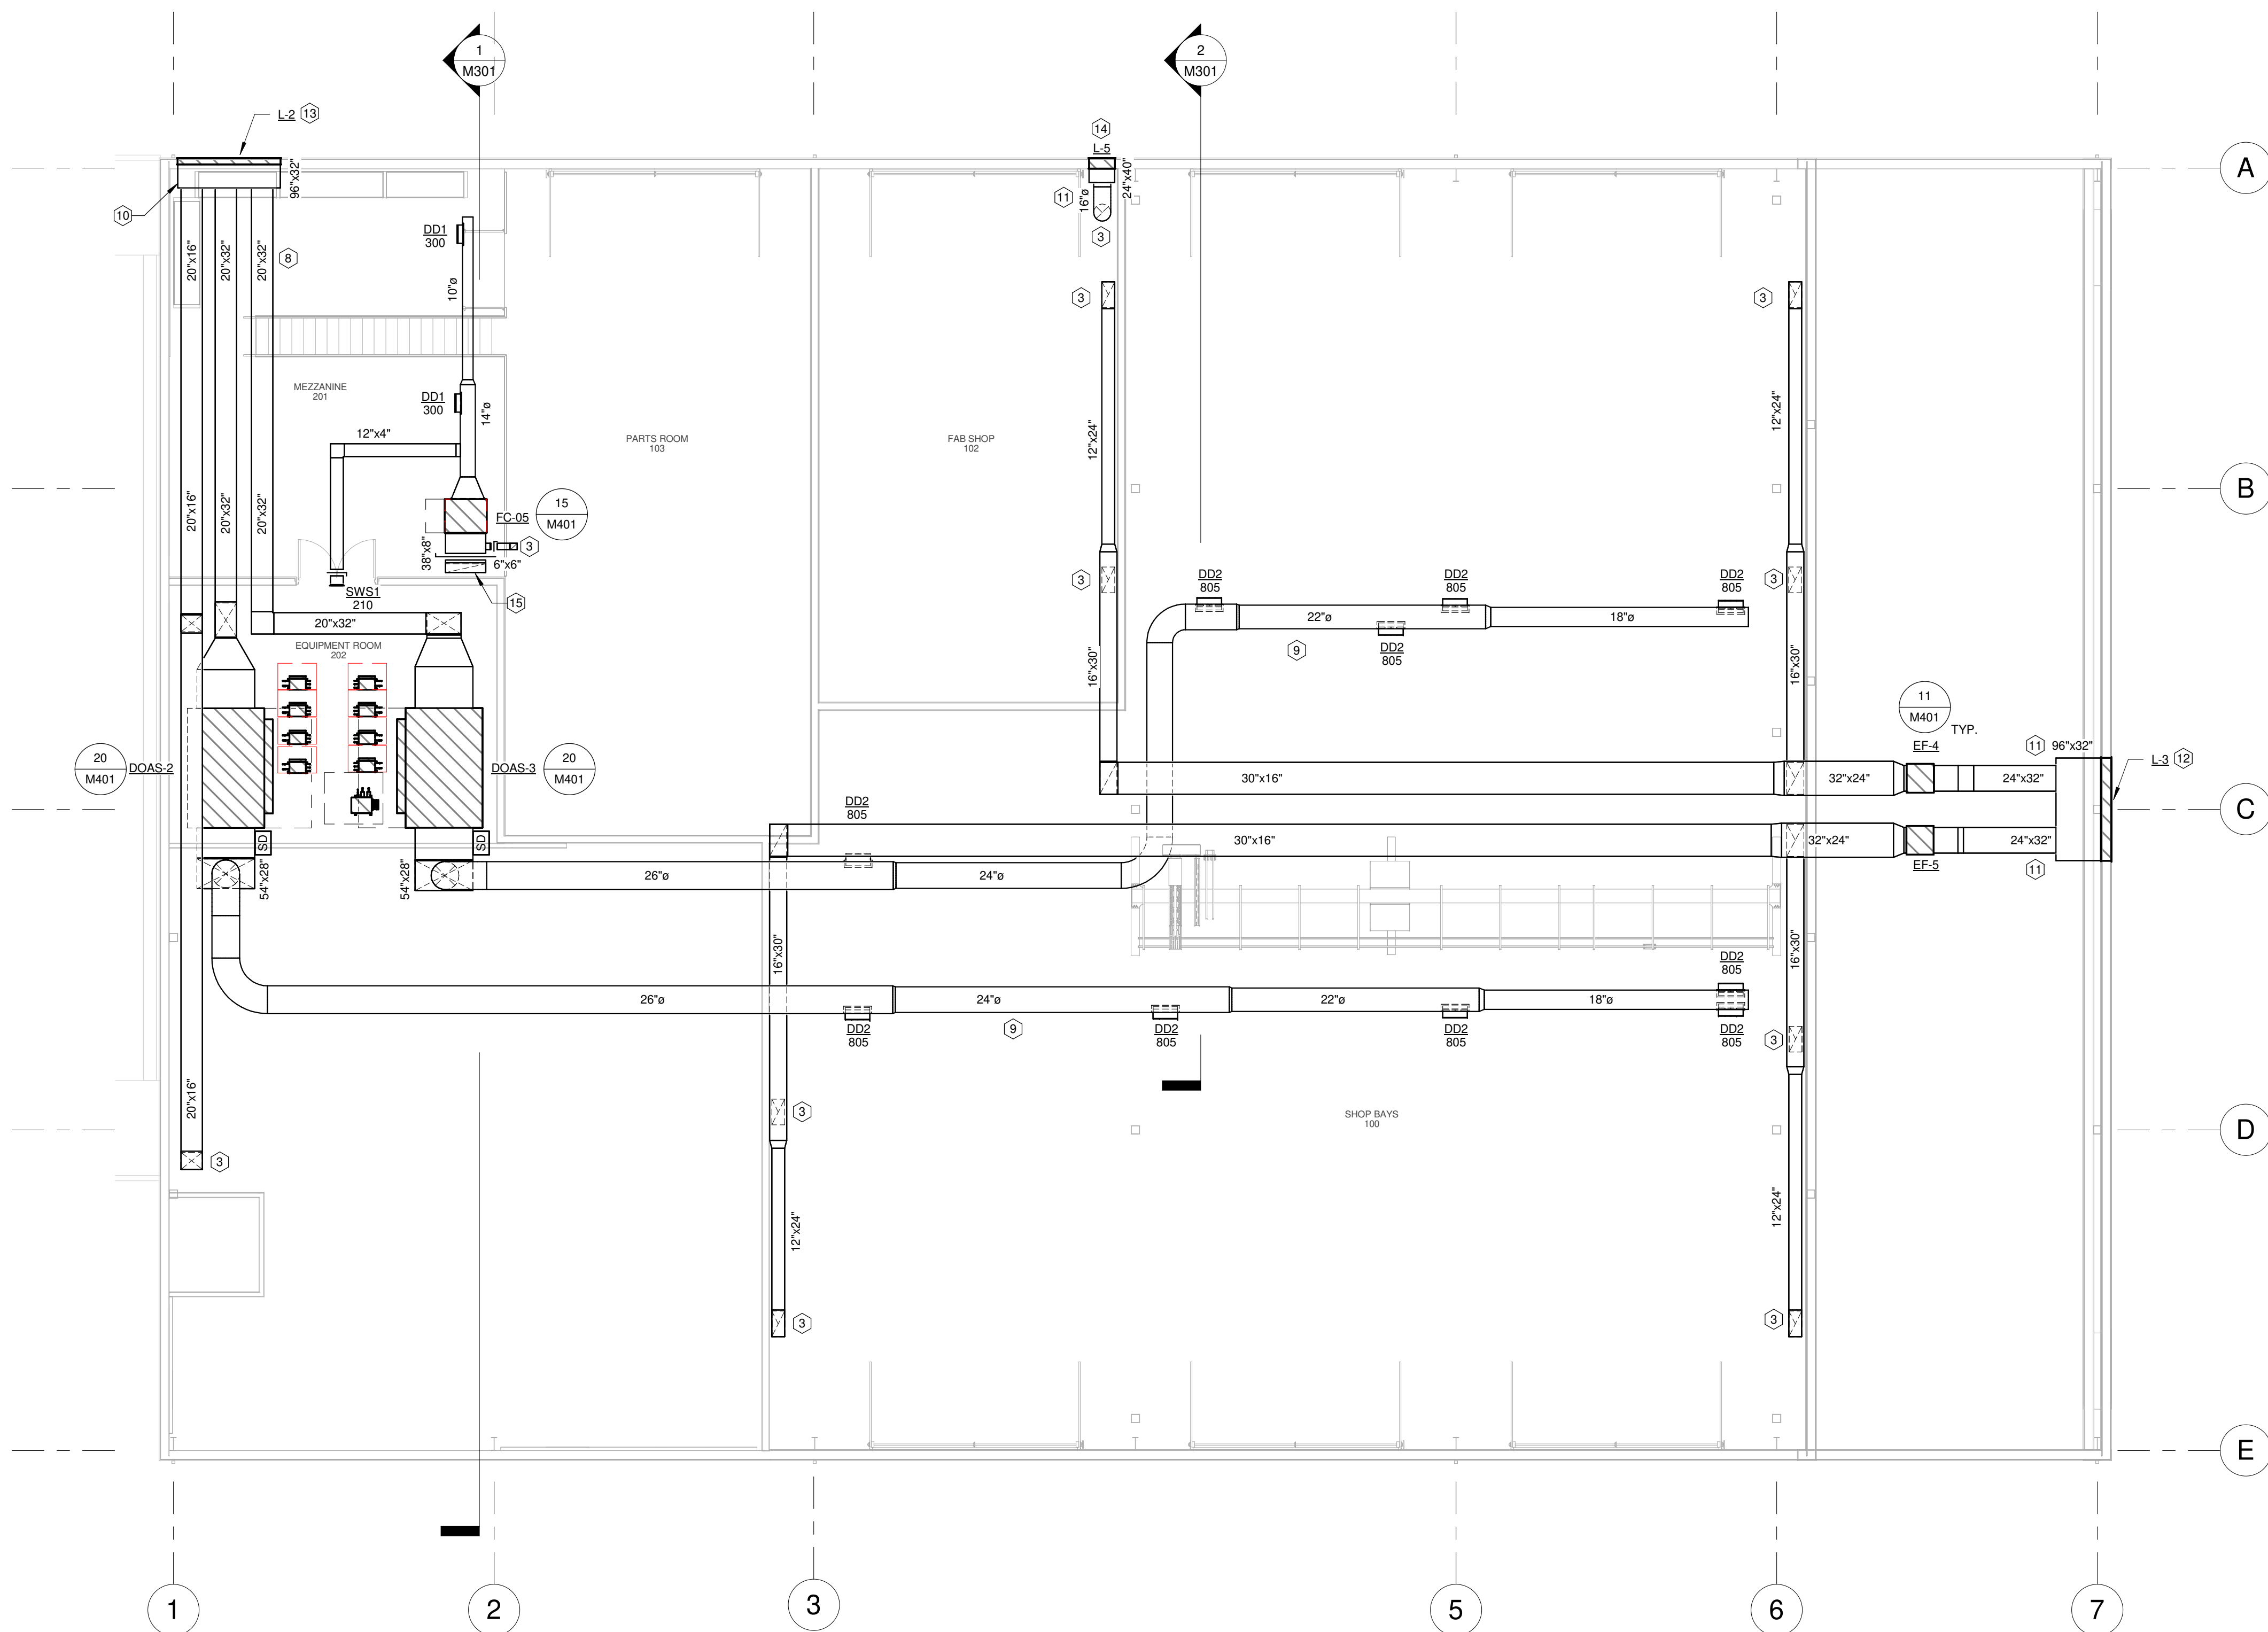 1
M301
2
M301
L-2 13
14
L-5
A
96"x32"
24"x40"
11
16"ø
10
3
DD1
300
20"x16"
20"x32"
20"x32"
8
10"ø
3
3
MEZZANINE
201
DD1
300
14"ø
12"x4"
PARTS ROOM
103
FAB SHOP
102
12"x24"
12"x24"
B
20"x16"
20"x32"
20"x32"
FC-05
15
M401
3
38"x8"
6"x6"
SWS1
210
15
3
DD2
805
DD2
805
DD2
805
3
20"x32"
22"ø
18"ø
EQUIPMENT ROOM
202
9
DD2
805
16"x30"
16"x30"
11
M401
TYP.
EF-4
11 96"x32"
L-3 12
20
M401
DOAS-2
DOAS-3
20
M401
30"x16"
32"x24"
24"x32"
DD2
805
C
SD
SD
30"x16"
32"x24"
24"x32"
54"x28"
54"x28"
26"ø
24"ø
EF-5
11
16"x30"
16"x30"
DD2
805
26"ø
24"ø
22"ø
18"ø
9
DD2
805
DD2
805
DD2
805
DD2
805
3
20"x16"
3
SHOP BAYS
100
D
3
12"x24"
12"x24"
3
3
E
1
2
3
5
6
7